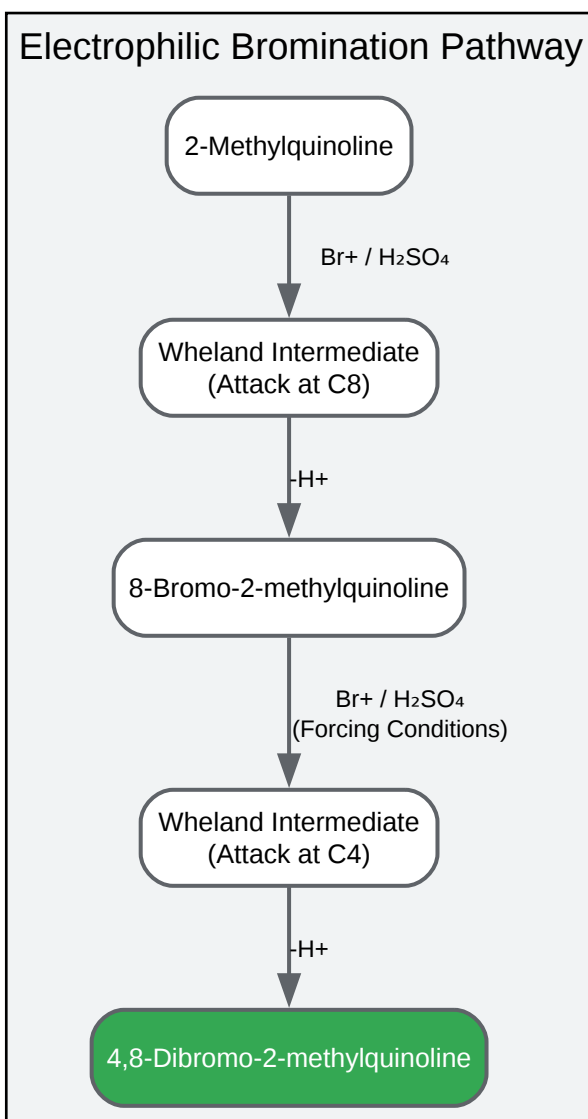 Electrophilic Bromination Pathway
2-Methylquinoline
Br+ / H₂SO₄
Wheland Intermediate
(Attack at C8)
-H+
8-Bromo-2-methylquinoline
Br+ / H₂SO₄
(Forcing Conditions)
Wheland Intermediate
(Attack at C4)
-H+
4,8-Dibromo-2-methylquinoline